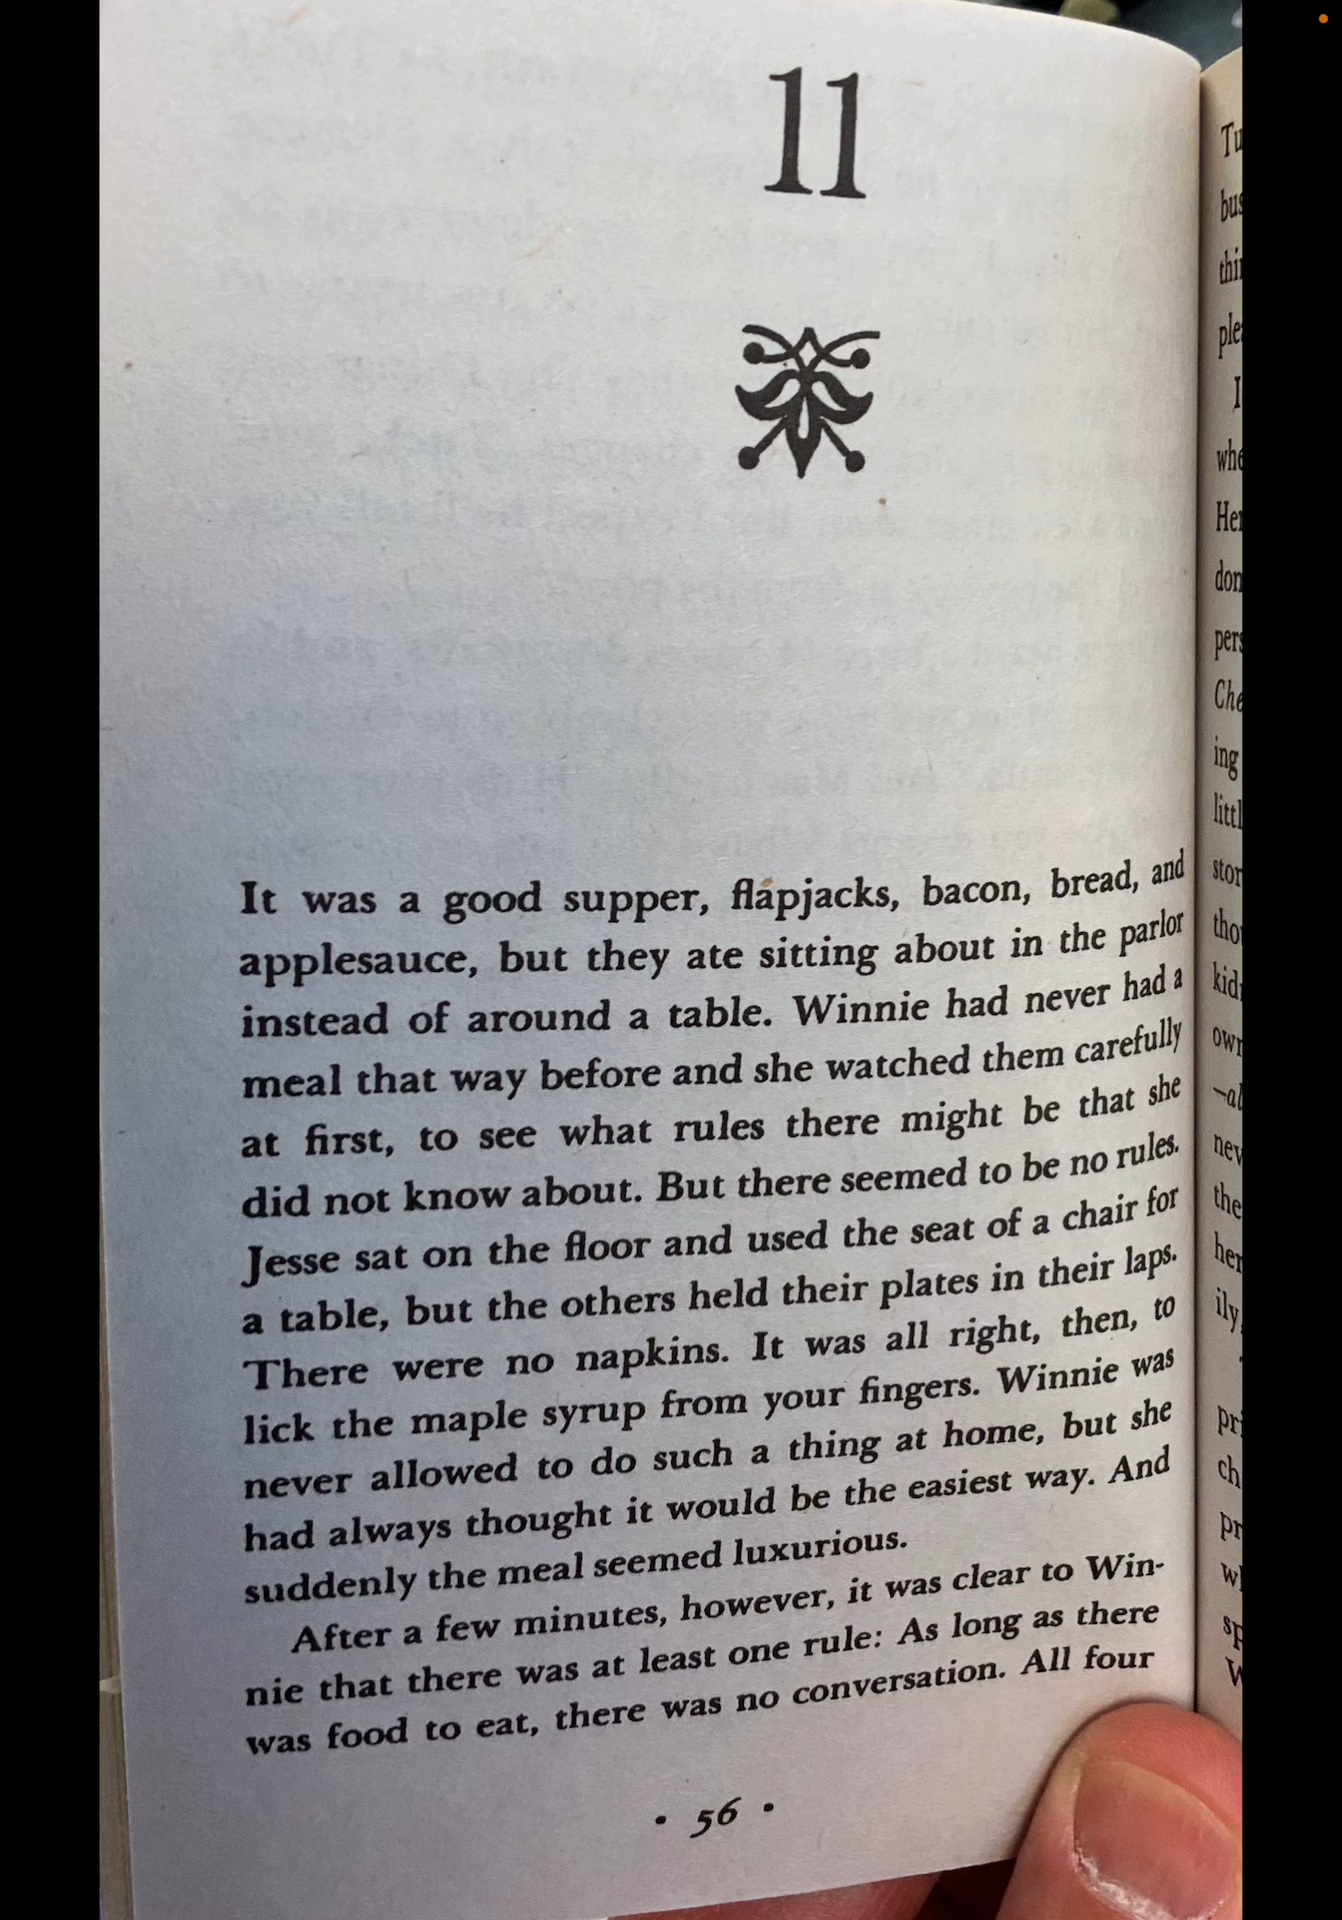 11
It was a good supper, flapjacks, bacon, bread, and
applesauce, but they ate sitting about in the parlor
instead of around a table. Winnie had never had a
meal that way before and she watched them carefully
at first, to see what rules there might be that she
did not know about. But there seemed to be no rules.
Jesse sat on the floor and used the seat of a chair for
a table, but the others held their plates in their laps.
There were no napkins. It was all right, then, to
lick the maple syrup from your fingers. Winnie was
never allowed to do such a thing at home, but she
had always thought it would be the easiest way. And
suddenly the meal seemed luxurious.
After a few minutes, however, it was clear to Win-
nie that there was at least one rule: As long as there
was food to eat, there was no conversation. All four
• 56 •